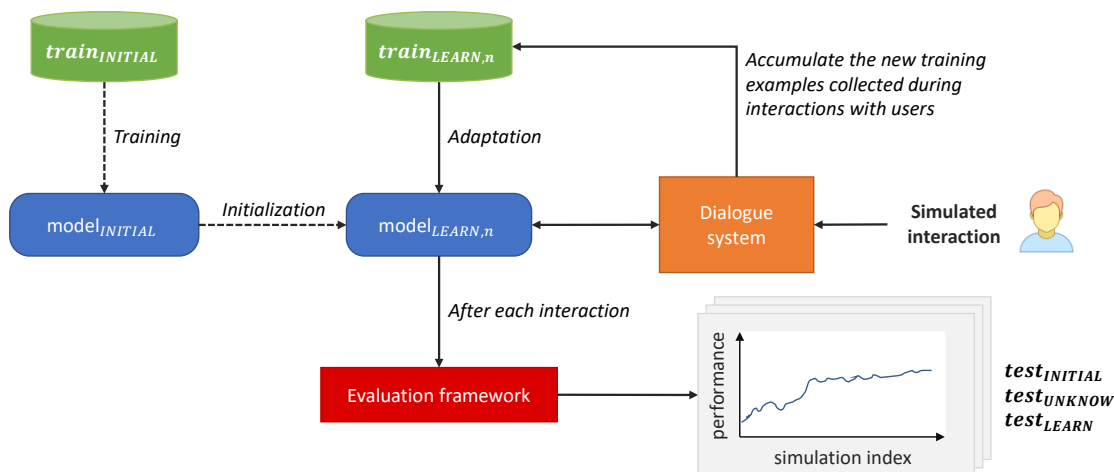 train_INITIAL
train_LEARN,n
Accumulate the new training
examples collected during
interactions with users
Training
Adaptation
model_INITIAL
Initialization
model_LEARN,n
Dialogue
system
Simulated
interaction
After each interaction
Evaluation framework
performance
simulation index
test_INITIAL
test_UNKNOW
test_LEARN